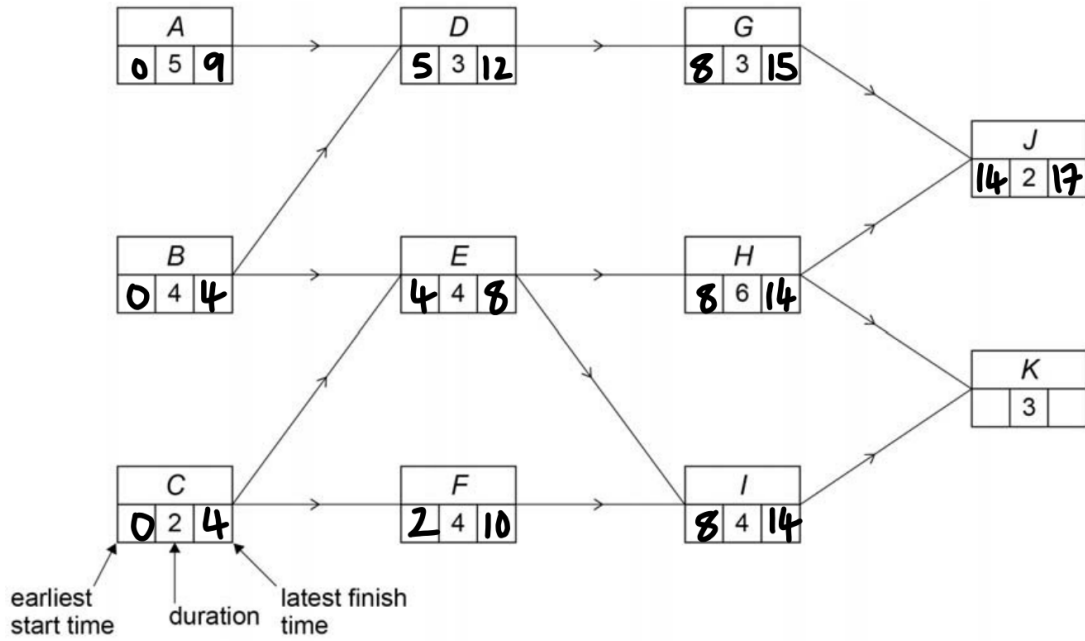 A D G
0 5 9 5 3 12 8 3 15
J
14 2 17
B E H
0 4 4 4 4 8 8 6 14
K
3
C F I
0 2 4 2 4 10 8 4 14
earliest start time
duration
latest finish time